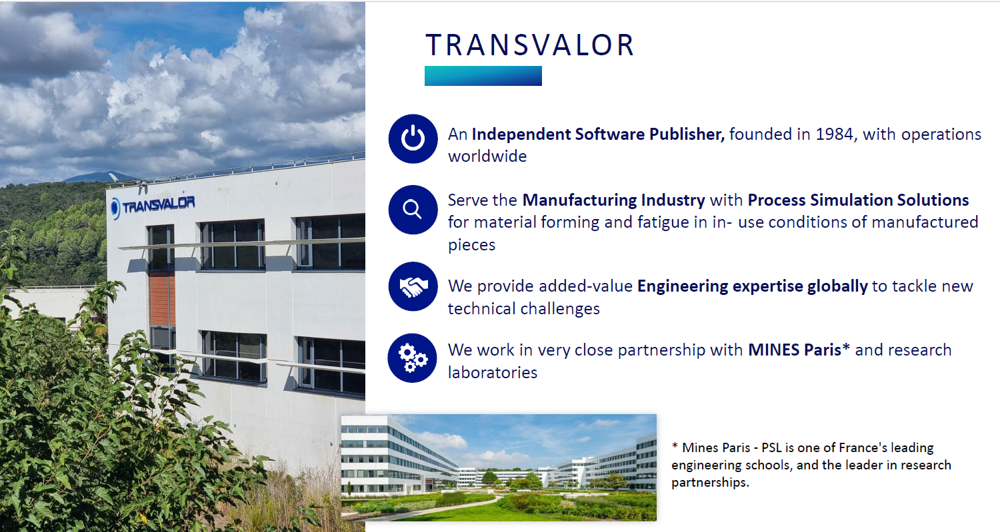 TRANSVALOR
TRANSVALOR
An Independent Software Publisher, founded in 1984, with operations
worldwide
Serve the Manufacturing Industry with Process Simulation Solutions
for material forming and fatigue in in- use conditions of manufactured
pieces
We provide added-value Engineering expertise globally to tackle new
technical challenges
We work in very close partnership with MINES Paris* and research
laboratories
* Mines Paris - PSL is one of France's leading
engineering schools, and the leader in research
partnerships.